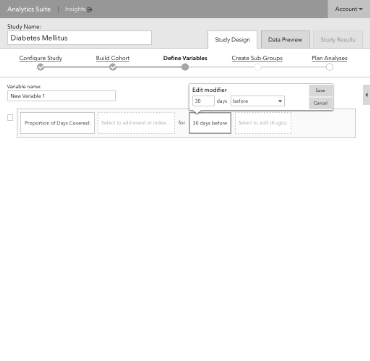 Analytics Suite | Insights
Account
Study Name:
Diabetes Mellitus
Study Design
Data Preview
Study Results
Configure Study
Build Cohort
Define Variables
Create Sub-Groups
Plan Analyses
Variable name:
New Variable 1
Edit modifier
30 days before
Save
Cancel
Proportion of Days Covered
Select to add event or index
for
30 days before
Select to add drug(s)